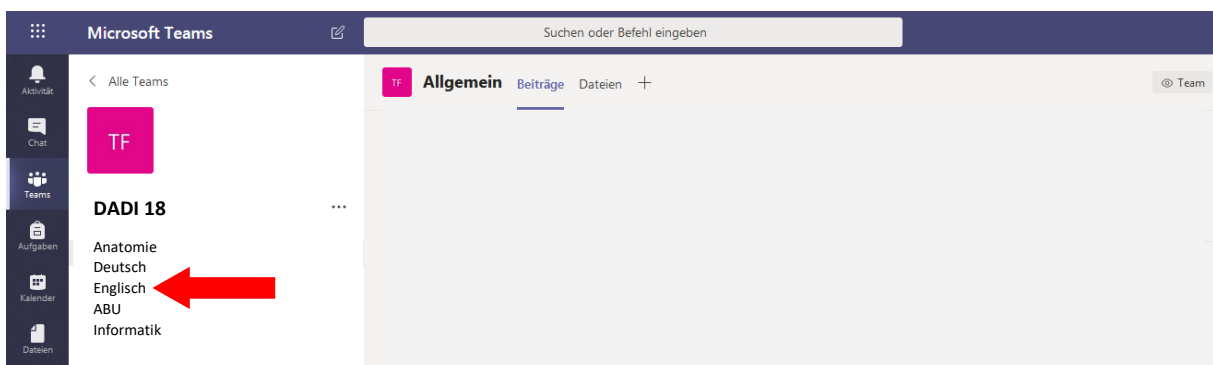 Microsoft Teams
Suchen oder Befehl eingeben
Aktivität
Chat
Teams
Aufgaben
Kalender
Dateien
< Alle Teams
TF
DADI 18
...
Anatomie
Deutsch
Englisch
ABU
Informatik
TF Allgemein Beiträge Dateien +
Team